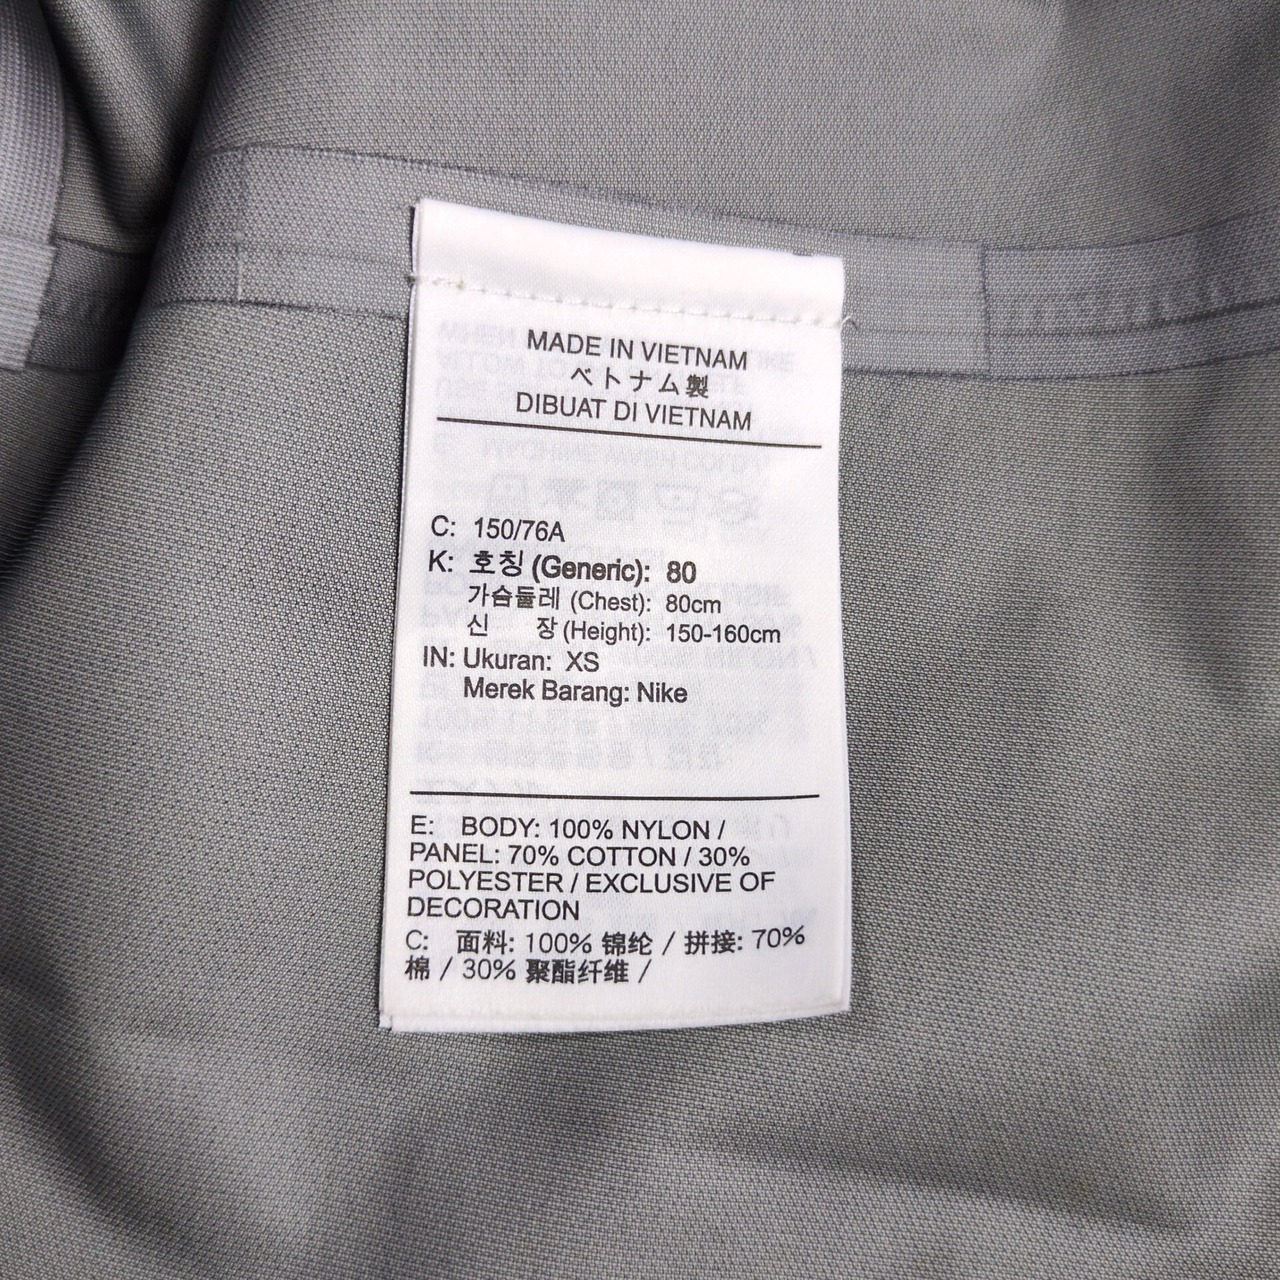 MADE IN VIETNAM
ベトナム製
DIBUAT DI VIETNAM
C: 150/76A
K: 호칭 (Generic): 80
가슴둘레 (Chest): 80cm
신 장 (Height): 150-160cm
IN: Ukuran: XS
Merek Barang: Nike
E: BODY: 100% NYLON /
PANEL: 70% COTTON / 30%
POLYESTER / EXCLUSIVE OF
DECORATION
C: 面料: 100% 锦纶 / 拼接: 70%
棉 / 30% 聚酯纤维 /